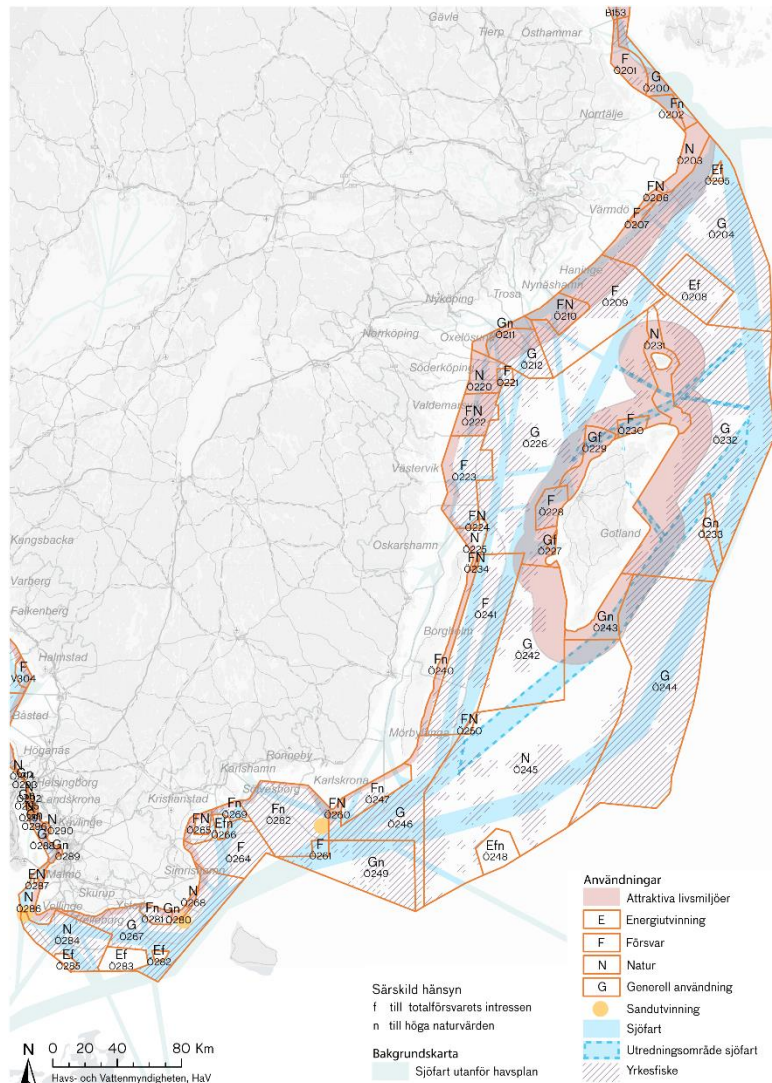 Gävle
Tierp
Östhammar
B153
F
Ö201
G
Ö200
Fn
Ö202
Norrtälje
N
Ö203
Ef
Ö205
FN
Ö206
Värmdö
F
Ö207
G
Ö204
Haninge
Nynäshamn
F
Ö209
Ef
Ö208
FN
Ö210
Trosa
Nyköping
Gn
Ö211
Oxelösund
Norrköping
G
Ö212
N
Ö231
Söderköping
N
Ö220
F
Ö221
Valdemar
FN
Ö222
G
Ö226
F
Ö230
Gf
Ö229
G
Ö232
Västervik
F
Ö223
F
Ö228
FN
Ö224
Gn
Ö233
Gotland
Kungsbacka
Oskarshamn
N
Ö225
FN
Ö234
Gf
Ö227
Varberg
Falkenberg
F
Ö241
Gn
Ö243
Borgholm
G
Ö242
Halmstad
Fn
Ö240
F
V304
G
Ö244
Båstad
FN
Ö250
Mörbylånga
Höganäs
N
Ö245
Ronneby
Karlshamn
Karlskrona
Sölvesborg
Helsingborg
Landskrona
Kristianstad
Fn
Ö269
Fn
Ö262
FN
Ö260
Fn
Ö247
FN
Ö265
Efn
Ö266
G
Ö246
N
Ö290
Kävlinge
G
Ö288
Gn
Ö289
F
Ö264
F
Ö261
Efn
Ö248
Gn
Ö249
Malmö
EN
Ö287
Simrishamn
N
Ö286
Vellinge
Skurup
Trelleborg
Ystad
Fn
Ö281
Gn
Ö280
N
Ö268
N
Ö284
G
Ö267
Ef
Ö285
Ef
Ö283
Ef
Ö282
Användningar
Attraktiva livsmiljöer
E Energiutvinning
F Försvar
N Natur
G Generell användning
Sandutvinning
Sjöfart
Utredningsområde sjöfart
Yrkesfiske
Särskild hänsyn
f till totalförsvarets intressen
n till höga naturvärden
Bakgrundskarta
Sjöfart utanför havsplan
N
0 20 40 80 Km
Havs- och Vattenmyndigheten, HaV